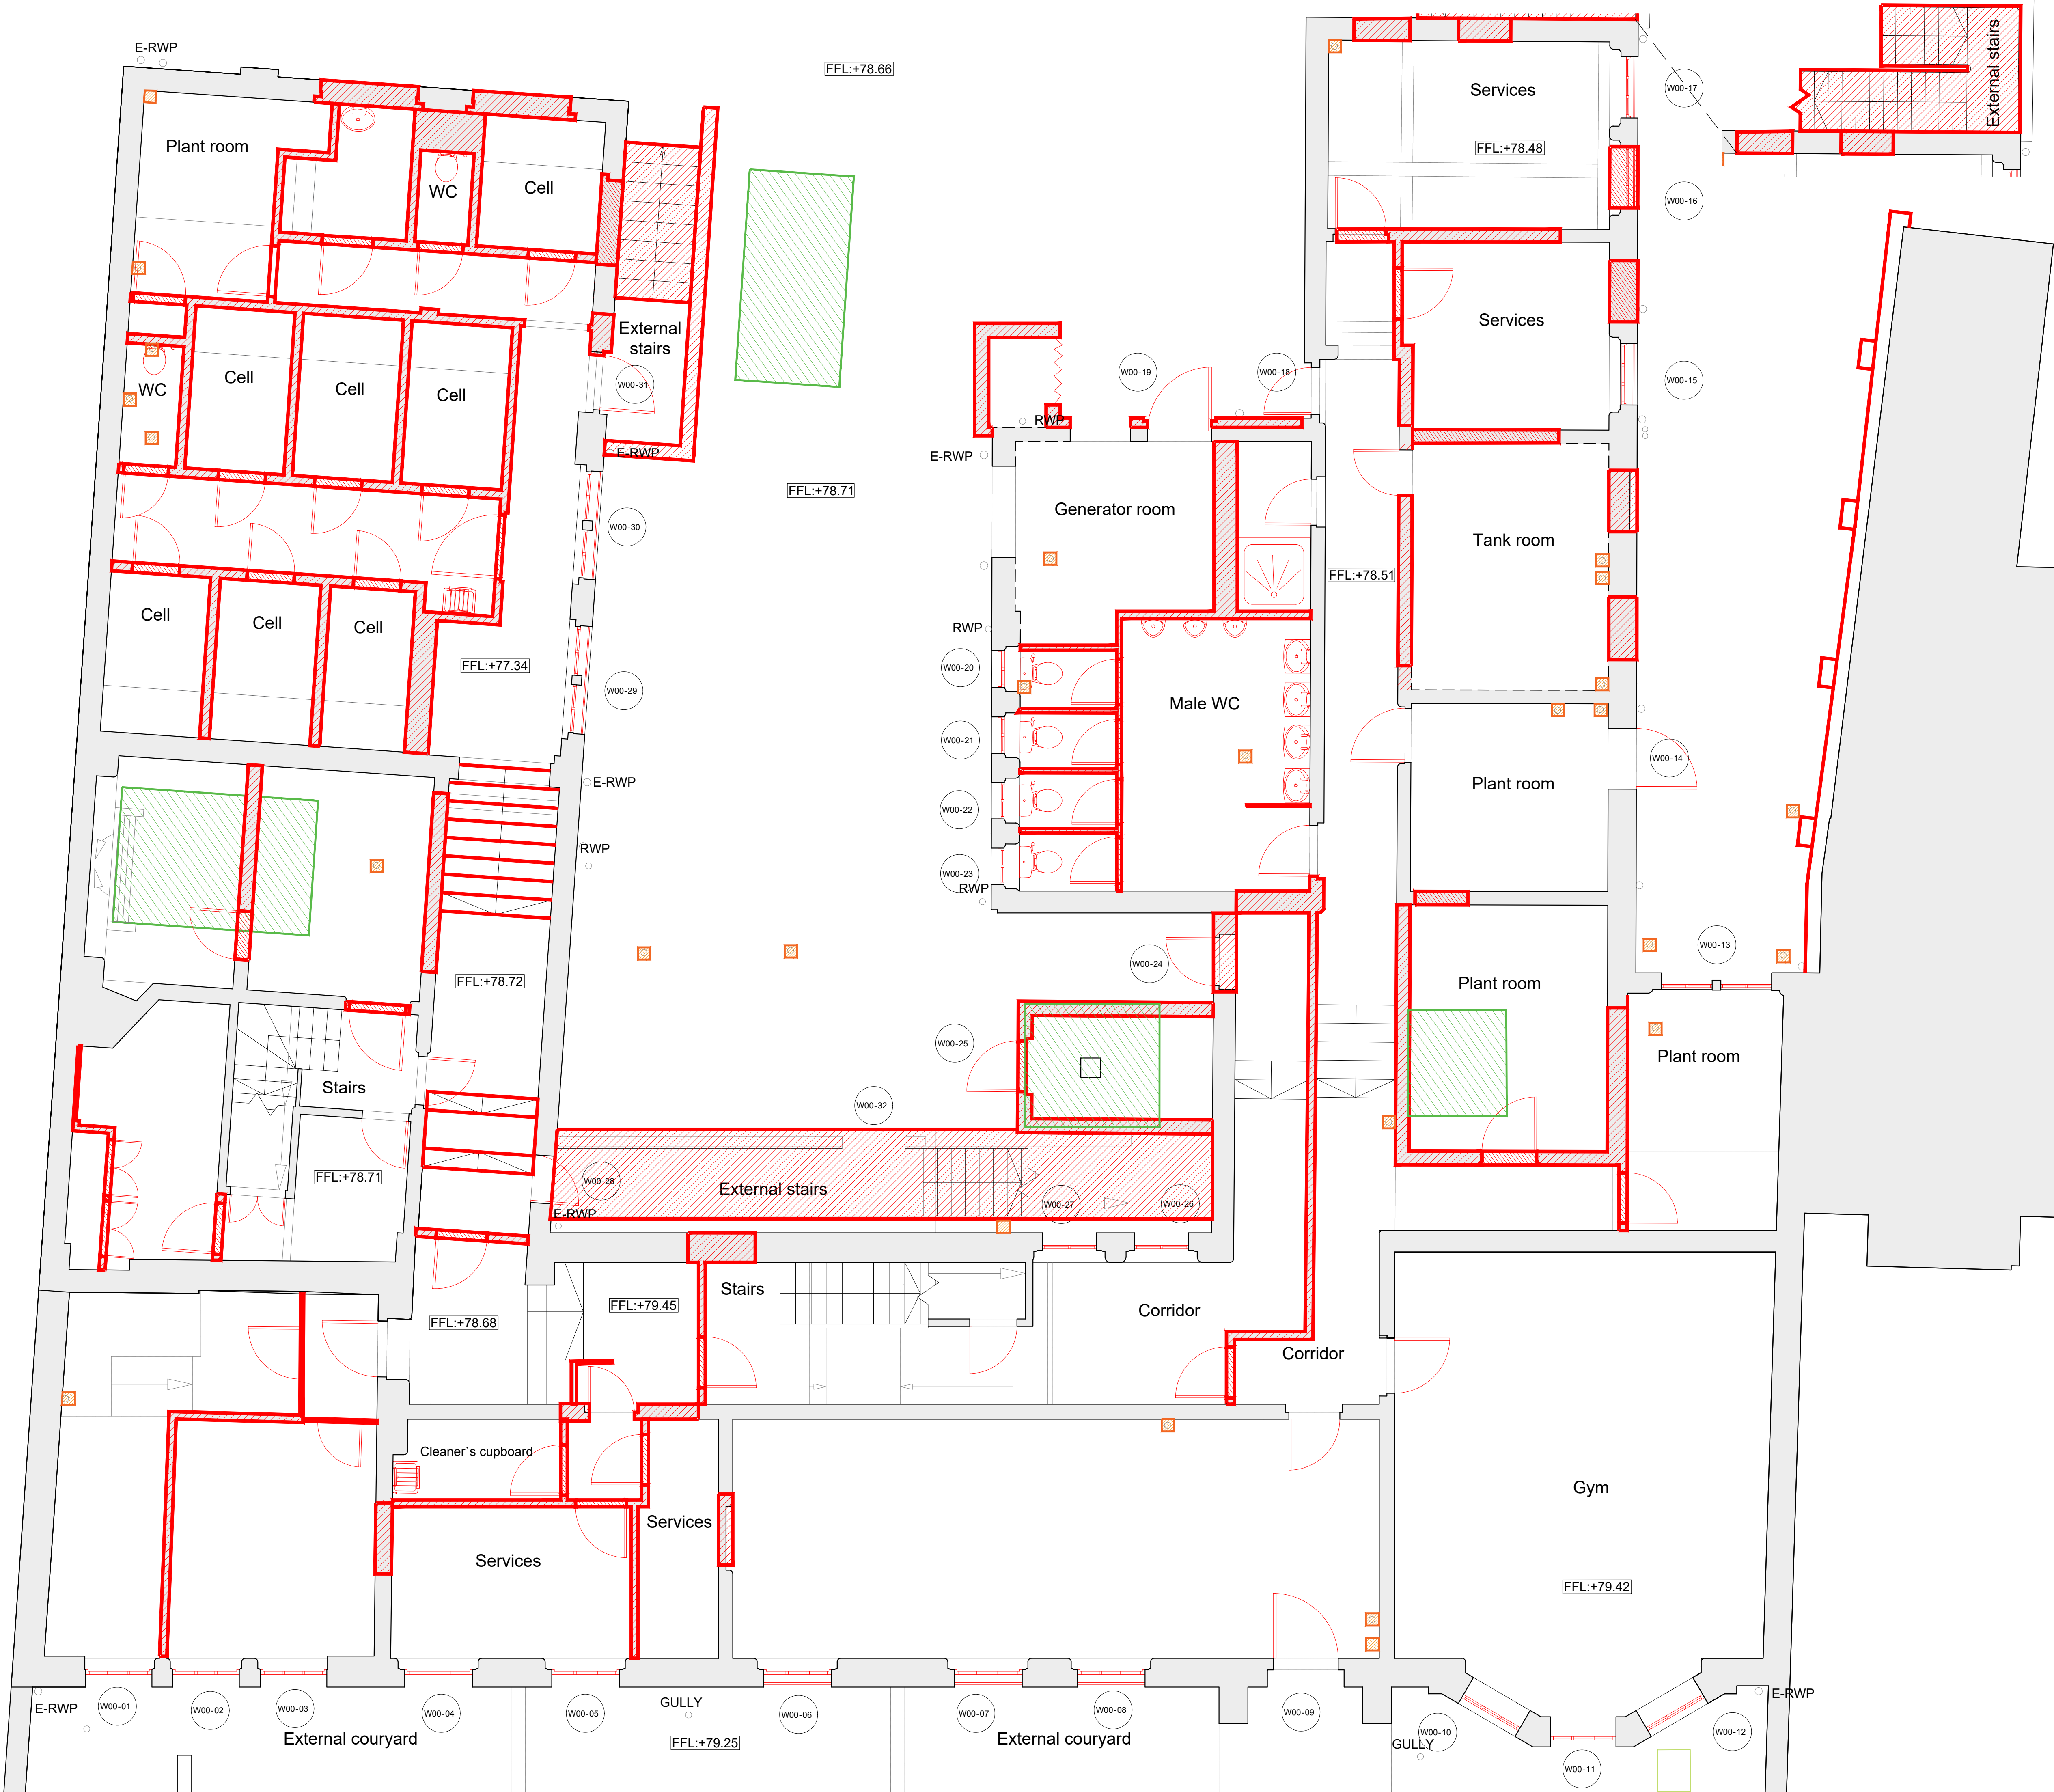 E-RWP
FFL:+78.66
External stairs
Services
W00-17
Plant room
FFL:+78.48
WC
Cell
W00-16
External
stairs
Services
W00-19
W00-18
W00-15
WC
Cell
Cell
Cell
W00-31
RWP
E-RWP
E-RWP
FFL:+78.71
Generator room
W00-30
Tank room
FFL:+78.51
Cell
Cell
Cell
RWP
FFL:+77.34
W00-20
W00-29
Male WC
W00-21
W00-14
E-RWP
Plant room
W00-22
RWP
W00-23
RWP
W00-13
W00-24
FFL:+78.72
Plant room
W00-25
Plant room
Stairs
W00-32
FFL:+78.71
W00-28
External stairs
W00-27
W00-26
E-RWP
Stairs
FFL:+79.45
Corridor
FFL:+78.68
Corridor
Cleaner`s cupboard
Gym
Services
Services
FFL:+79.42
E-RWP
W00-01
W00-02
W00-03
W00-04
W00-05
GULLY
W00-06
W00-07
W00-08
W00-09
W00-10
W00-12
E-RWP
External couryard
FFL:+79.25
External couryard
GULLY
W00-11